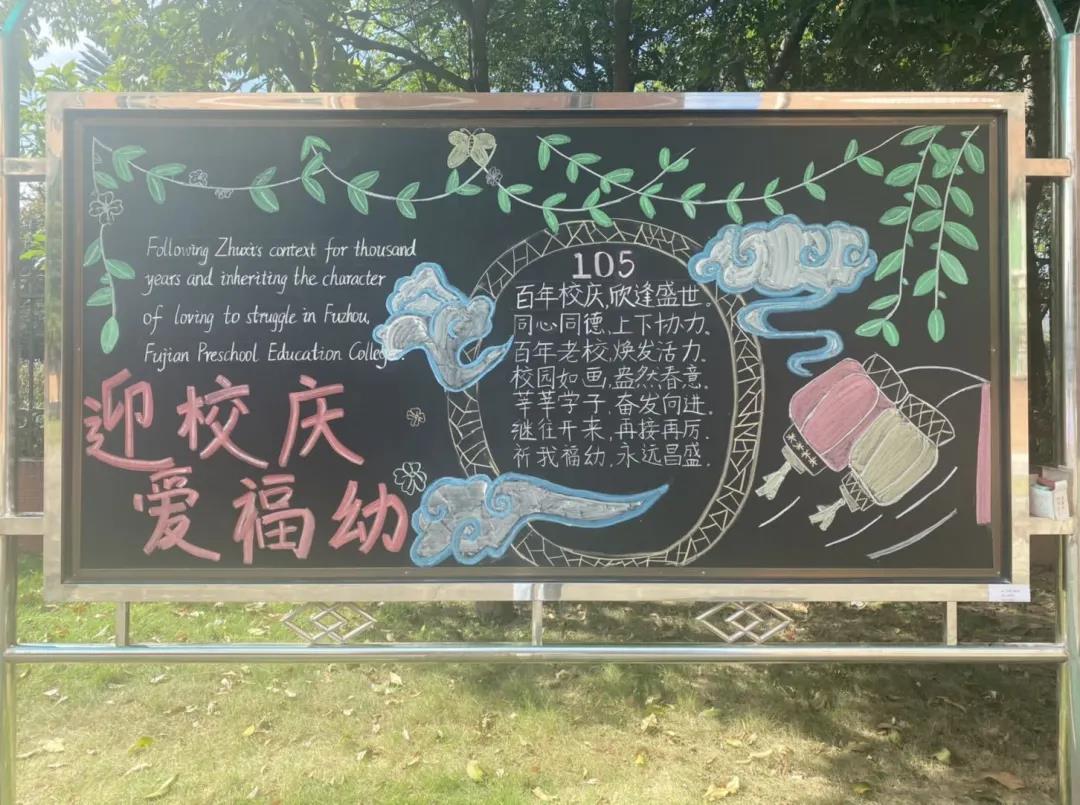 Following Zhuxi's context for thousand
years and inheriting the character
of loving to struggle in Fuzhou,
Fujian Preschool Education College.
迎校庆
爱福幼
105
百年校庆,欣逢盛世。
同心同德,上下协力.
百年老校,焕发活力.
校园如画,盎然春意.
莘莘学子,奋发向进.
继往开来,再接再厉.
祈我福幼,永远昌盛.